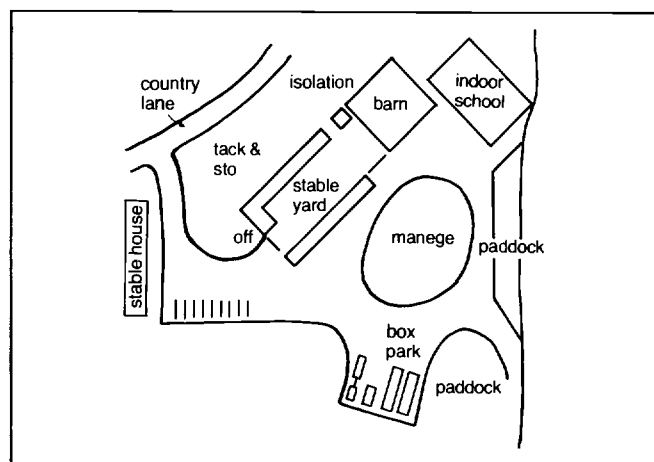 country
lane
isolation
barn
indoor
school
tack &
sto
stable
yard
off
manege
paddock
stable house
box
park
paddock